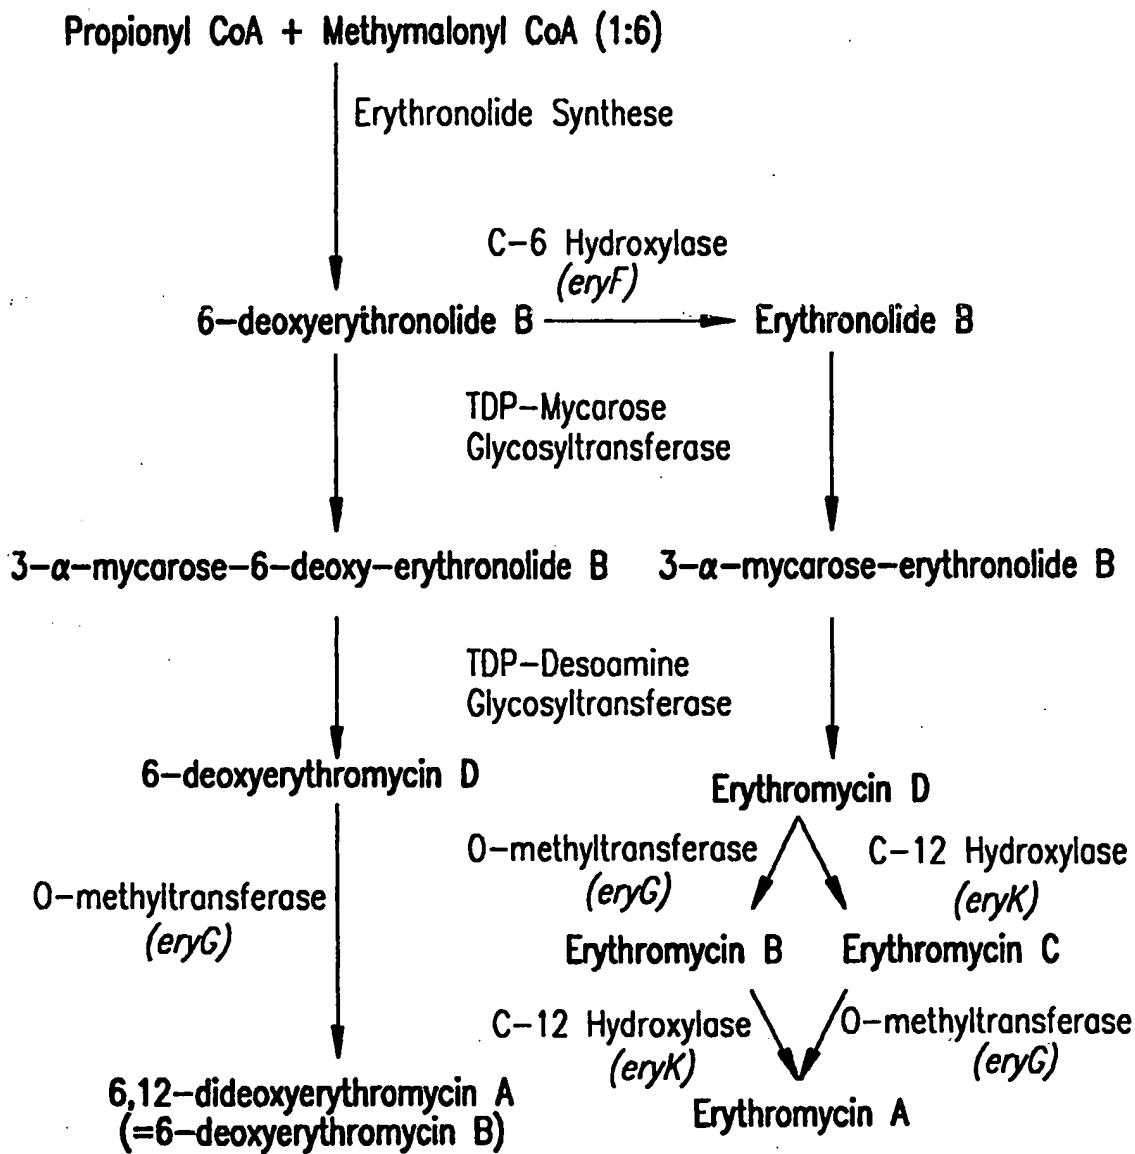 Propionyl CoA + Methymalonyl CoA (1:6)
Erythronolide Synthese
C-6 Hydroxylase
(eryF)
6-deoxyerythronolide B
Erythronolide B
TDP-Mycarose
Glycosyltransferase
3-α-mycarose-6-deoxy-erythronolide B
3-α-mycarose-erythronolide B
TDP-Desoamine
Glycosyltransferase
6-deoxyerythromycin D
Erythromycin D
O-methyltransferase
(eryG)
C-12 Hydroxylase
(eryK)
O-methyltransferase
(eryG)
Erythromycin B
Erythromycin C
C-12 Hydroxylase
(eryK)
O-methyltransferase
(eryG)
6,12-dideoxyerythromycin A
(=6-deoxyerythromycin B)
Erythromycin A